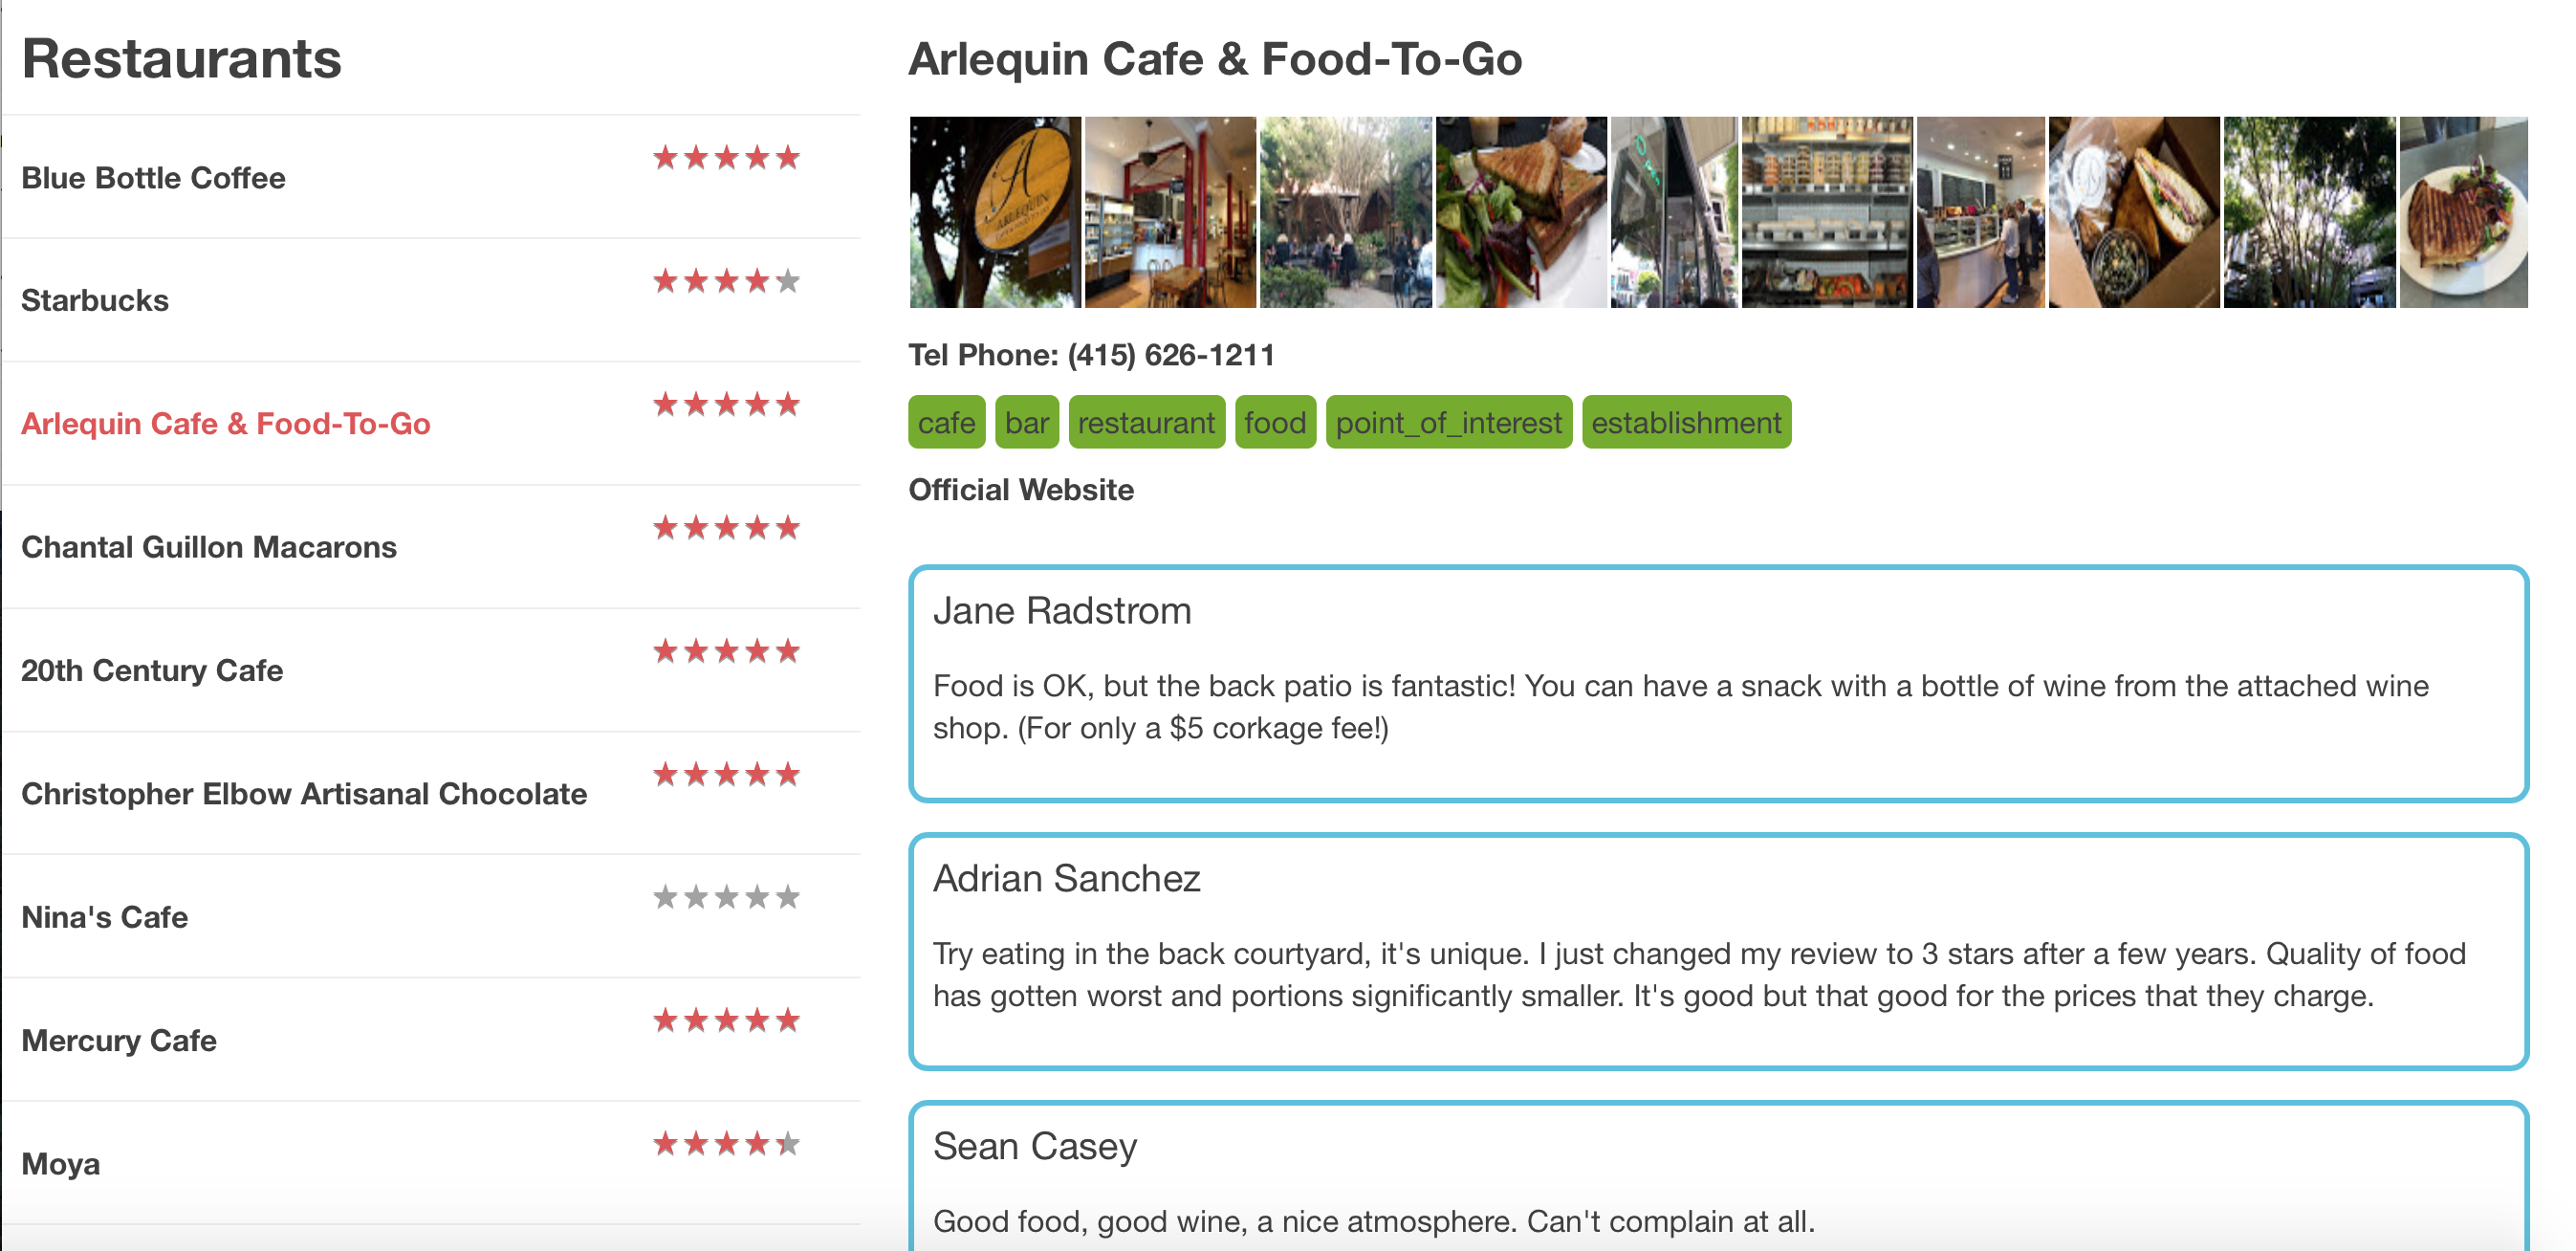 Restaurants
Blue Bottle Coffee
Starbucks
Arlequin Cafe & Food-To-Go
Chantal Guillon Macarons
20th Century Cafe
Christopher Elbow Artisanal Chocolate
Nina's Cafe
Mercury Cafe
Moya
Arlequin Cafe & Food-To-Go
A
ARLEQUIN
Open
Tel Phone: (415) 626-1211
cafe bar restaurant food point_of_interest establishment
Official Website
Jane Radstrom
Food is OK, but the back patio is fantastic! You can have a snack with a bottle of wine from the attached wine
shop. (For only a $5 corkage fee!)
Adrian Sanchez
Try eating in the back courtyard, it's unique. I just changed my review to 3 stars after a few years. Quality of food
has gotten worst and portions significantly smaller. It's good but that good for the prices that they charge.
Sean Casey
Good food, good wine, a nice atmosphere. Can't complain at all.